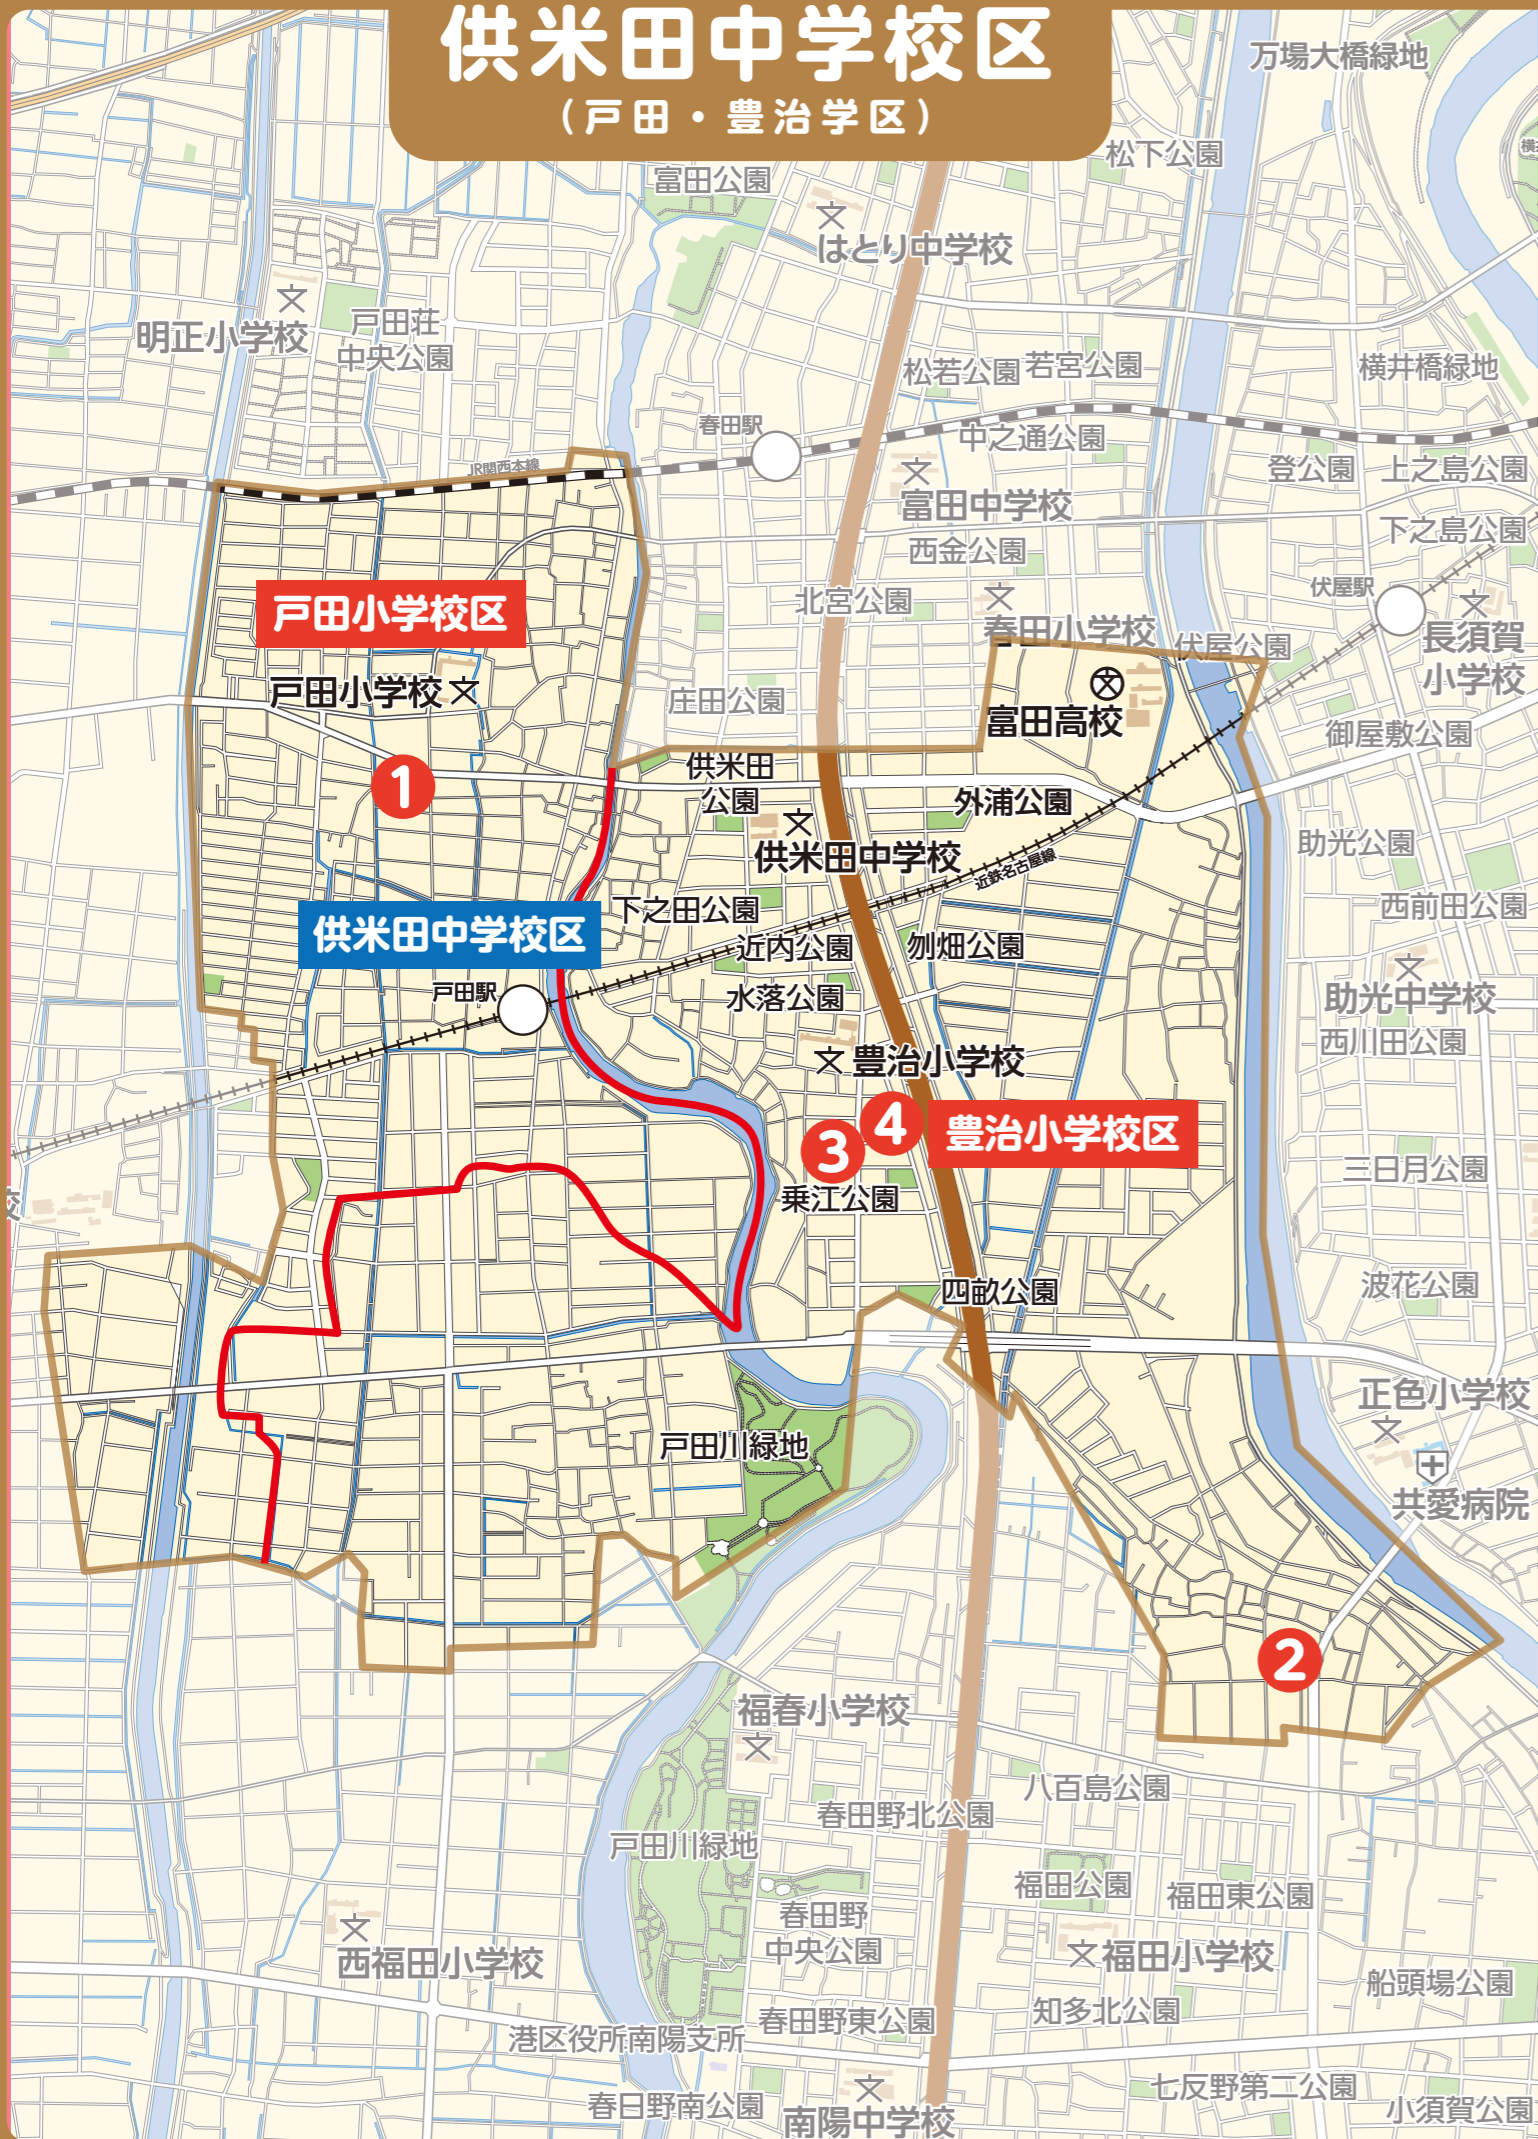 供米田中学校区
(戸田・豊治学区)
万場大橋緑地
松下公園
富田公園
はとり中学校
明正小学校
戸田荘
中央公園
松若公園
若宮公園
横井橋緑地
春田駅
中之通公園
JR関西本線
登公園
上之島公園
富田中学校
下之島公園
西金公園
伏屋駅
北宮公園
戸田小学校区
春田小学校
伏屋公園
長須賀
小学校
戸田小学校
庄田公園
富田高校
御屋敷公園
1
供米田
公園
外浦公園
助光公園
供米田中学校
近鉄名古屋線
下之田公園
西前田公園
供米田中学校区
近内公園
刎畑公園
戸田駅
水落公園
助光中学校
西川田公園
豊治小学校
3
4
豊治小学校区
三日月公園
校
乗江公園
四畝公園
波花公園
正色小学校
戸田川緑地
共愛病院
2
福春小学校
八百島公園
春田野北公園
戸田川緑地
福田公園
福田東公園
春田野
中央公園
西福田小学校
福田小学校
船頭場公園
春田野東公園
知多北公園
港区役所南陽支所
七反野第二公園
春日野南公園
南陽中学校
小須賀公園